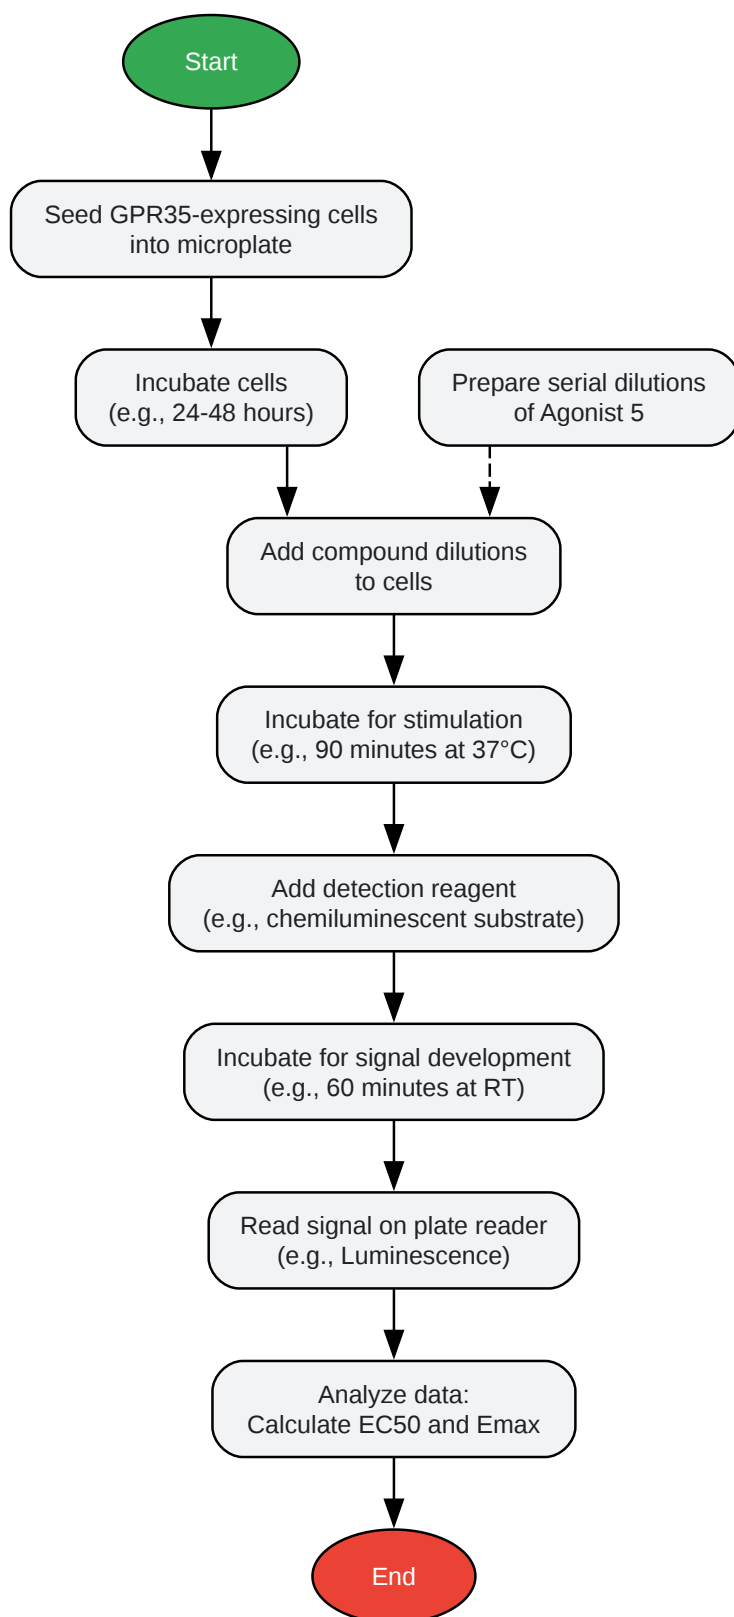 Start
Seed GPR35-expressing cells
into microplate
Incubate cells
(e.g., 24-48 hours)
Prepare serial dilutions
of Agonist 5
Add compound dilutions
to cells
Incubate for stimulation
(e.g., 90 minutes at 37°C)
Add detection reagent
(e.g., chemiluminescent substrate)
Incubate for signal development
(e.g., 60 minutes at RT)
Read signal on plate reader
(e.g., Luminescence)
Analyze data:
Calculate EC50 and Emax
End